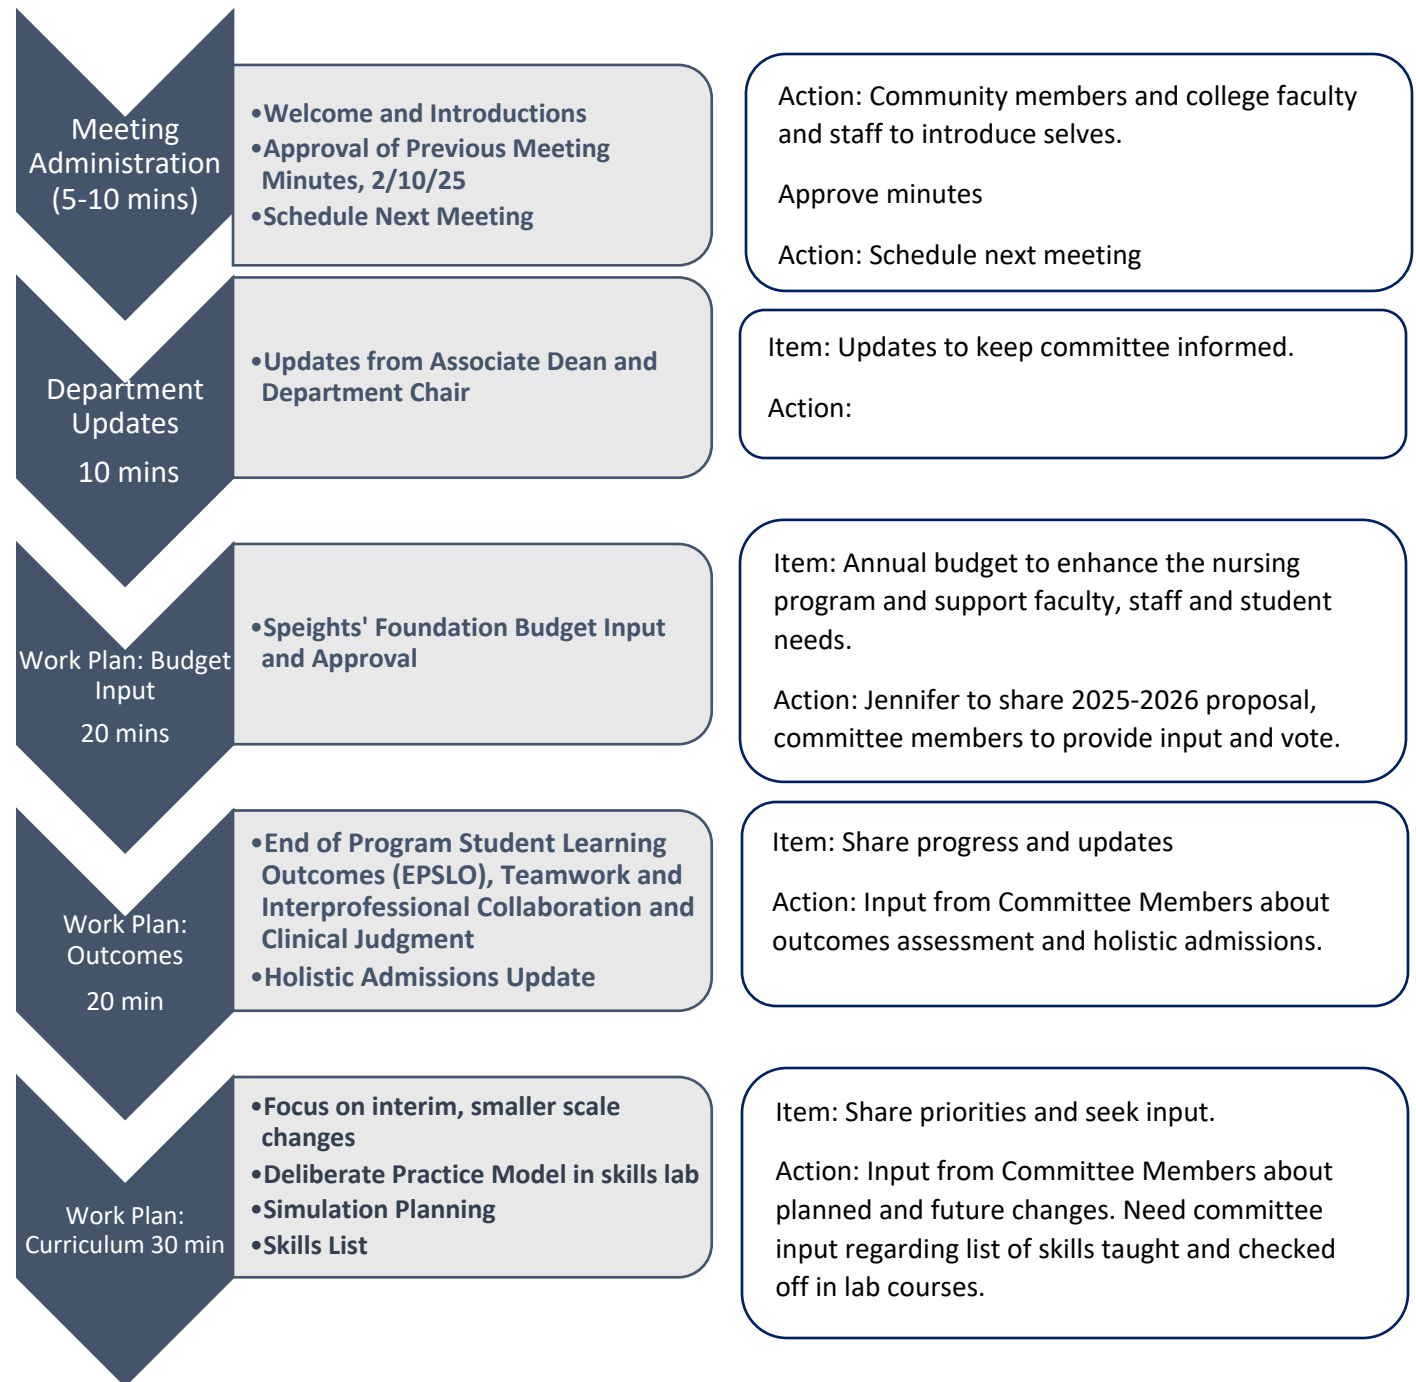 Meeting
Administration
(5-10 mins)
•Welcome and Introductions
•Approval of Previous Meeting
Minutes, 2/10/25
•Schedule Next Meeting
Action: Community members and college faculty
and staff to introduce selves.
Approve minutes
Action: Schedule next meeting
Department
Updates
10 mins
•Updates from Associate Dean and
Department Chair
Item: Updates to keep committee informed.
Action:
Work Plan: Budget
Input
20 mins
•Speights' Foundation Budget Input
and Approval
Item: Annual budget to enhance the nursing
program and support faculty, staff and student
needs.
Action: Jennifer to share 2025-2026 proposal,
committee members to provide input and vote.
Work Plan:
Outcomes
20 min
•End of Program Student Learning
Outcomes (EPSLO), Teamwork and
Interprofessional Collaboration and
Clinical Judgment
•Holistic Admissions Update
Item: Share progress and updates
Action: Input from Committee Members about
outcomes assessment and holistic admissions.
Work Plan:
Curriculum 30 min
•Focus on interim, smaller scale
changes
•Deliberate Practice Model in skills lab
•Simulation Planning
•Skills List
Item: Share priorities and seek input.
Action: Input from Committee Members about
planned and future changes. Need committee
input regarding list of skills taught and checked
off in lab courses.